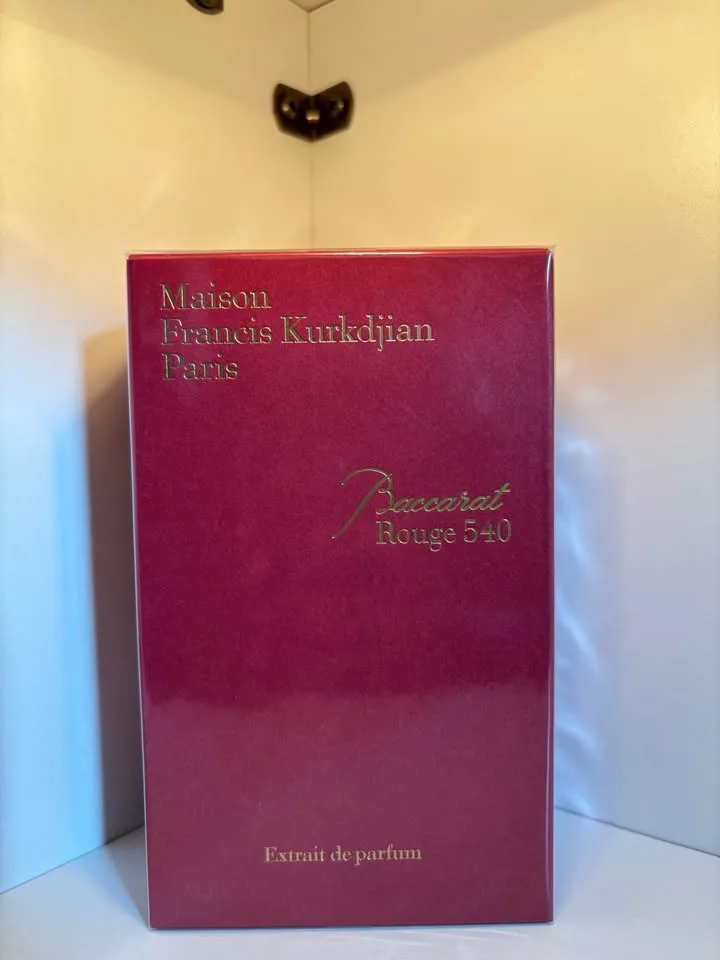 Maison
Francis Kurkdjian
Paris
Baccarat
Rouge 540
Extrait de parfum